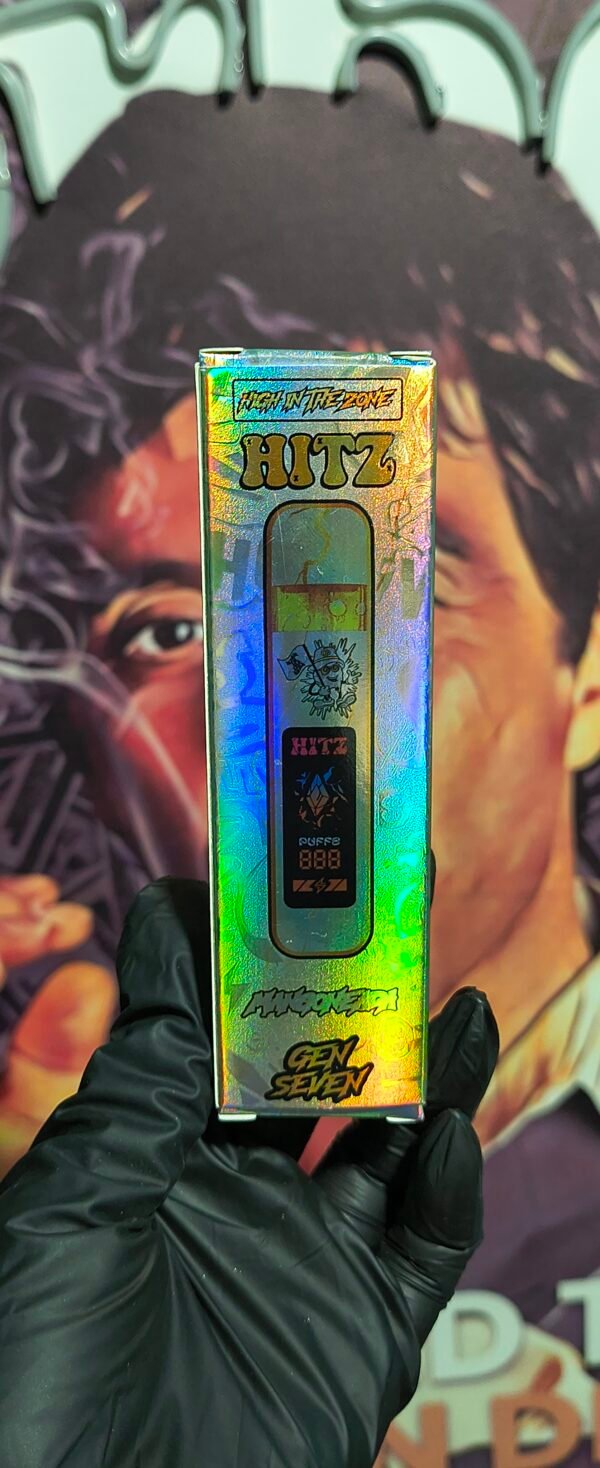 HIGH IN THE ZONE
HITZ
HITZ
PUFFS
888
GEN
SEVEN
D T
N D